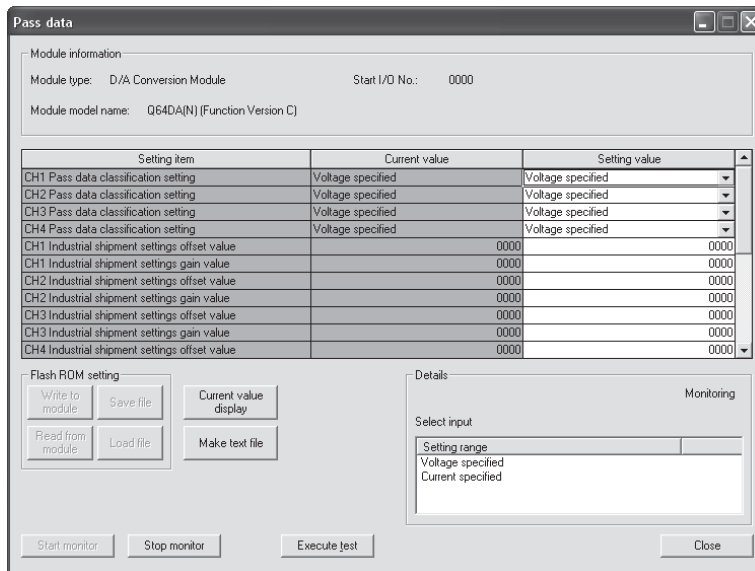 Pass data
Module information
Module type: D/A Conversion Module Start I/O No.: 0000
Module model name: Q64DA(N) (Function Version C)
Setting item Current value Setting value
CH1 Pass data classification setting Voltage specified Voltage specified
CH2 Pass data classification setting Voltage specified Voltage specified
CH3 Pass data classification setting Voltage specified Voltage specified
CH4 Pass data classification setting Voltage specified Voltage specified
CH1 Industrial shipment settings offset value 0000 0000
CH1 Industrial shipment settings gain value 0000 0000
CH2 Industrial shipment settings offset value 0000 0000
CH2 Industrial shipment settings gain value 0000 0000
CH3 Industrial shipment settings offset value 0000 0000
CH3 Industrial shipment settings gain value 0000 0000
CH4 Industrial shipment settings offset value 0000 0000
Flash ROM setting
Write to
module
Save file
Current value
display
Read from
module
Load file
Make text file
Details
Monitoring
Select input
Setting range
Voltage specified
Current specified
Start monitor
Stop monitor
Execute test
Close